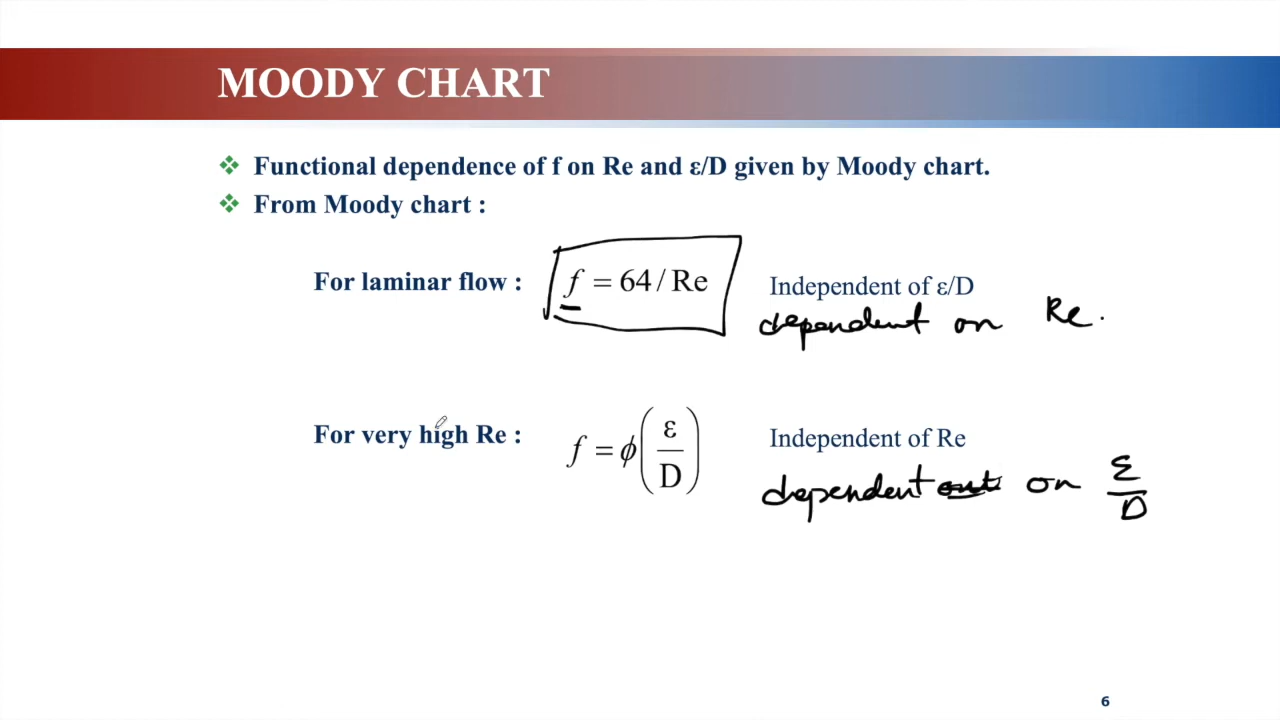 MOODY CHART
❖ Functional dependence of f on Re and ε/D given by Moody chart.
❖ From Moody chart :
For laminar flow : f = 64 / Re Independent of ε/D
dependent on Re.
For very high Re : f = ϕ(ε/D) Independent of Re
dependent on ε/D
6